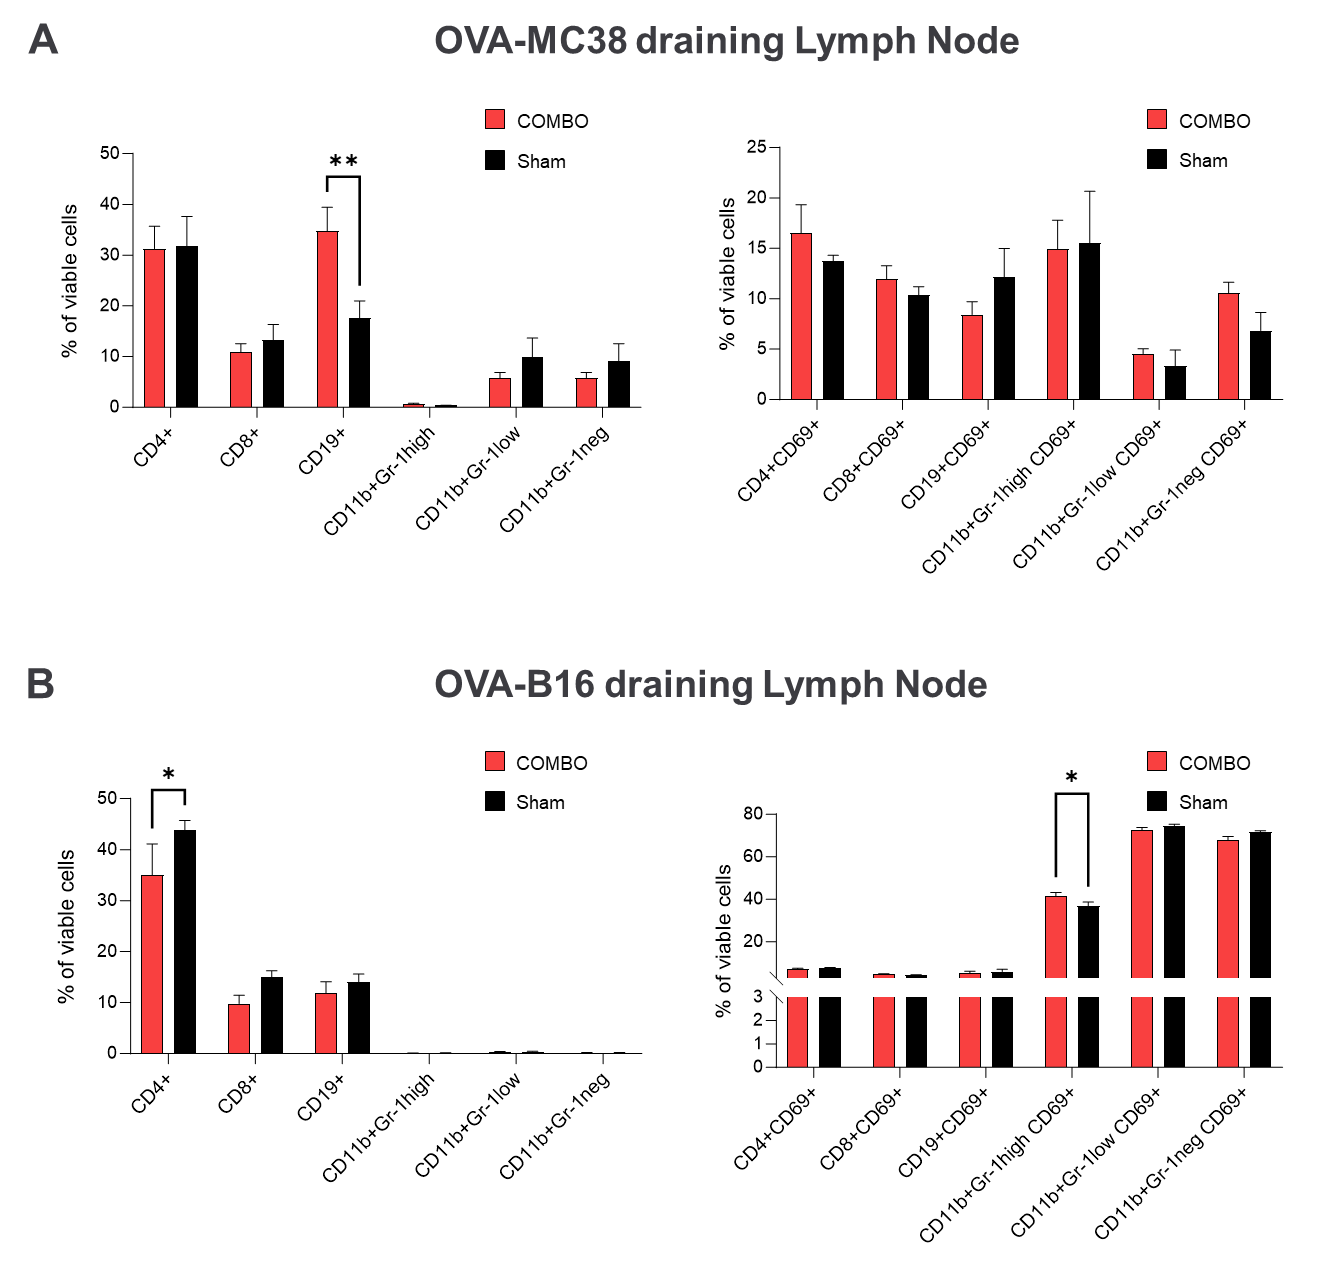 A
OVA-MC38 draining Lymph Node
COMBO
Sham
**
% of viable cells
50
40
30
20
10
0
CD4+
CD8+
CD19+
CD11b+Gr-1high
CD11b+Gr-1low
CD11b+Gr-1neg
COMBO
Sham
% of viable cells
25
20
15
10
5
0
CD4+CD69+
CD8+CD69+
CD19+CD69+
CD11b+Gr-1high CD69+
CD11b+Gr-1low CD69+
CD11b+Gr-1neg CD69+
B
OVA-B16 draining Lymph Node
COMBO
Sham
*
% of viable cells
50
40
30
20
10
0
CD4+
CD8+
CD19+
CD11b+Gr-1high
CD11b+Gr-1low
CD11b+Gr-1neg
COMBO
Sham
*
% of viable cells
80
60
40
20
3
2
1
0
CD4+CD69+
CD8+CD69+
CD19+CD69+
CD11b+Gr-1high CD69+
CD11b+Gr-1low CD69+
CD11b+Gr-1neg CD69+